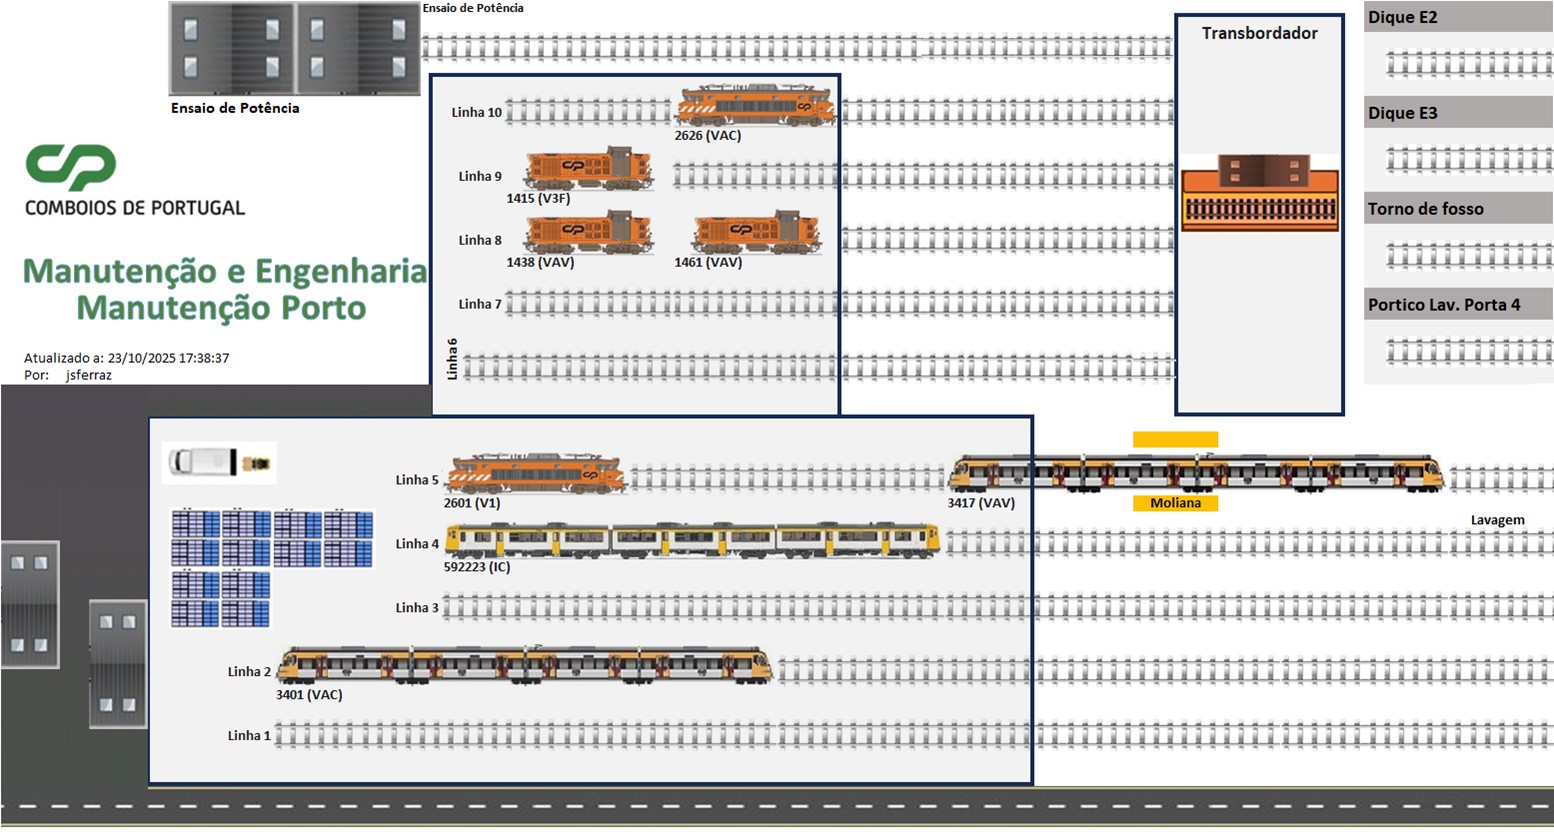 Ensaio de Potência
Ensaio de Potência
CP
COMBOIOS DE PORTUGAL
Manutenção e Engenharia
Manutenção Porto
Atualizado a: 23/10/2025 17:38:37
Por: jsferraz
Linha 10
2626 (VAC)
Linha 9
1415 (V3F)
Linha 8
1438 (VAV)
1461 (VAV)
Linha 7
Linha 6
Transbordador
Dique E2
Dique E3
Torno de fosso
Portico Lav. Porta 4
Linha 5
2601 (V1)
3417 (VAV)
Moliana
Lavagem
Linha 4
592223 (IC)
Linha 3
Linha 2
3401 (VAC)
Linha 1